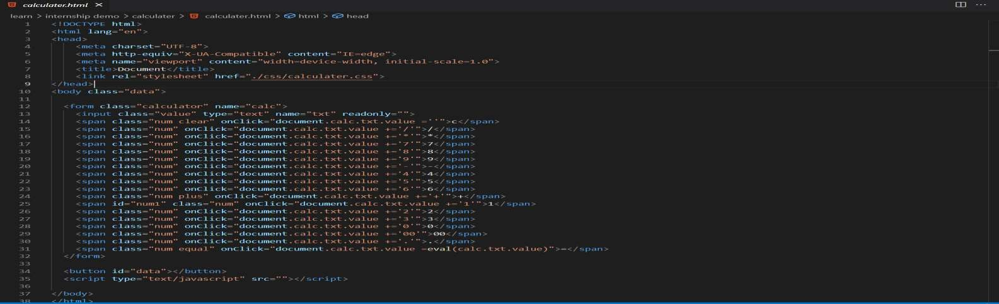 calculater.html ×
learn > internship demo > calculater > calculater.html > html > head
1 <!DOCTYPE html>
2 <html lang="en">
3 <head>
4 <meta charset="UTF-8">
5 <meta http-equiv="X-UA-Compatible" content="IE=edge">
6 <meta name="viewport" content="width=device-width, initial-scale=1.0">
7 <title>Document</title>
8 <link rel="stylesheet" href="./css/calculater.css">
9 </head>
10 <body class="data">
11
12 <form class="calculator" name="calc">
13 <input class="value" type="text" name="txt" readonly="">
14 <span class="num clear" onClick="document.calc.txt.value =''">c</span>
15 <span class="num" onClick="document.calc.txt.value +='/'">/</span>
16 <span class="num" onClick="document.calc.txt.value +='*'">*</span>
17 <span class="num" onClick="document.calc.txt.value +='7'">7</span>
18 <span class="num" onClick="document.calc.txt.value +='8'">8</span>
19 <span class="num" onClick="document.calc.txt.value +='9'">9</span>
20 <span class="num" onClick="document.calc.txt.value +='-'">-</span>
21 <span class="num" onClick="document.calc.txt.value +='4'">4</span>
22 <span class="num" onClick="document.calc.txt.value +='5'">5</span>
23 <span class="num" onClick="document.calc.txt.value +='6'">6</span>
24 <span class="num plus" onClick="document.calc.txt.value +='+'">+</span>
25 <span id="num1" class="num" onClick="document.calc.txt.value +='1'">1</span>
26 <span class="num" onClick="document.calc.txt.value +='2'">2</span>
27 <span class="num" onClick="document.calc.txt.value +='3'">3</span>
28 <span class="num" onClick="document.calc.txt.value +='0'">0</span>
29 <span class="num" onClick="document.calc.txt.value +='00'">00</span>
30 <span class="num" onClick="document.calc.txt.value +='.'">.</span>
31 <span class="num equal" onClick="document.calc.txt.value =eval(calc.txt.value)">=</span>
32 </form>
33
34 <button id="data"></button>
35 <script type="text/javascript" src=""></script>
36
37 </body>
38 </html>